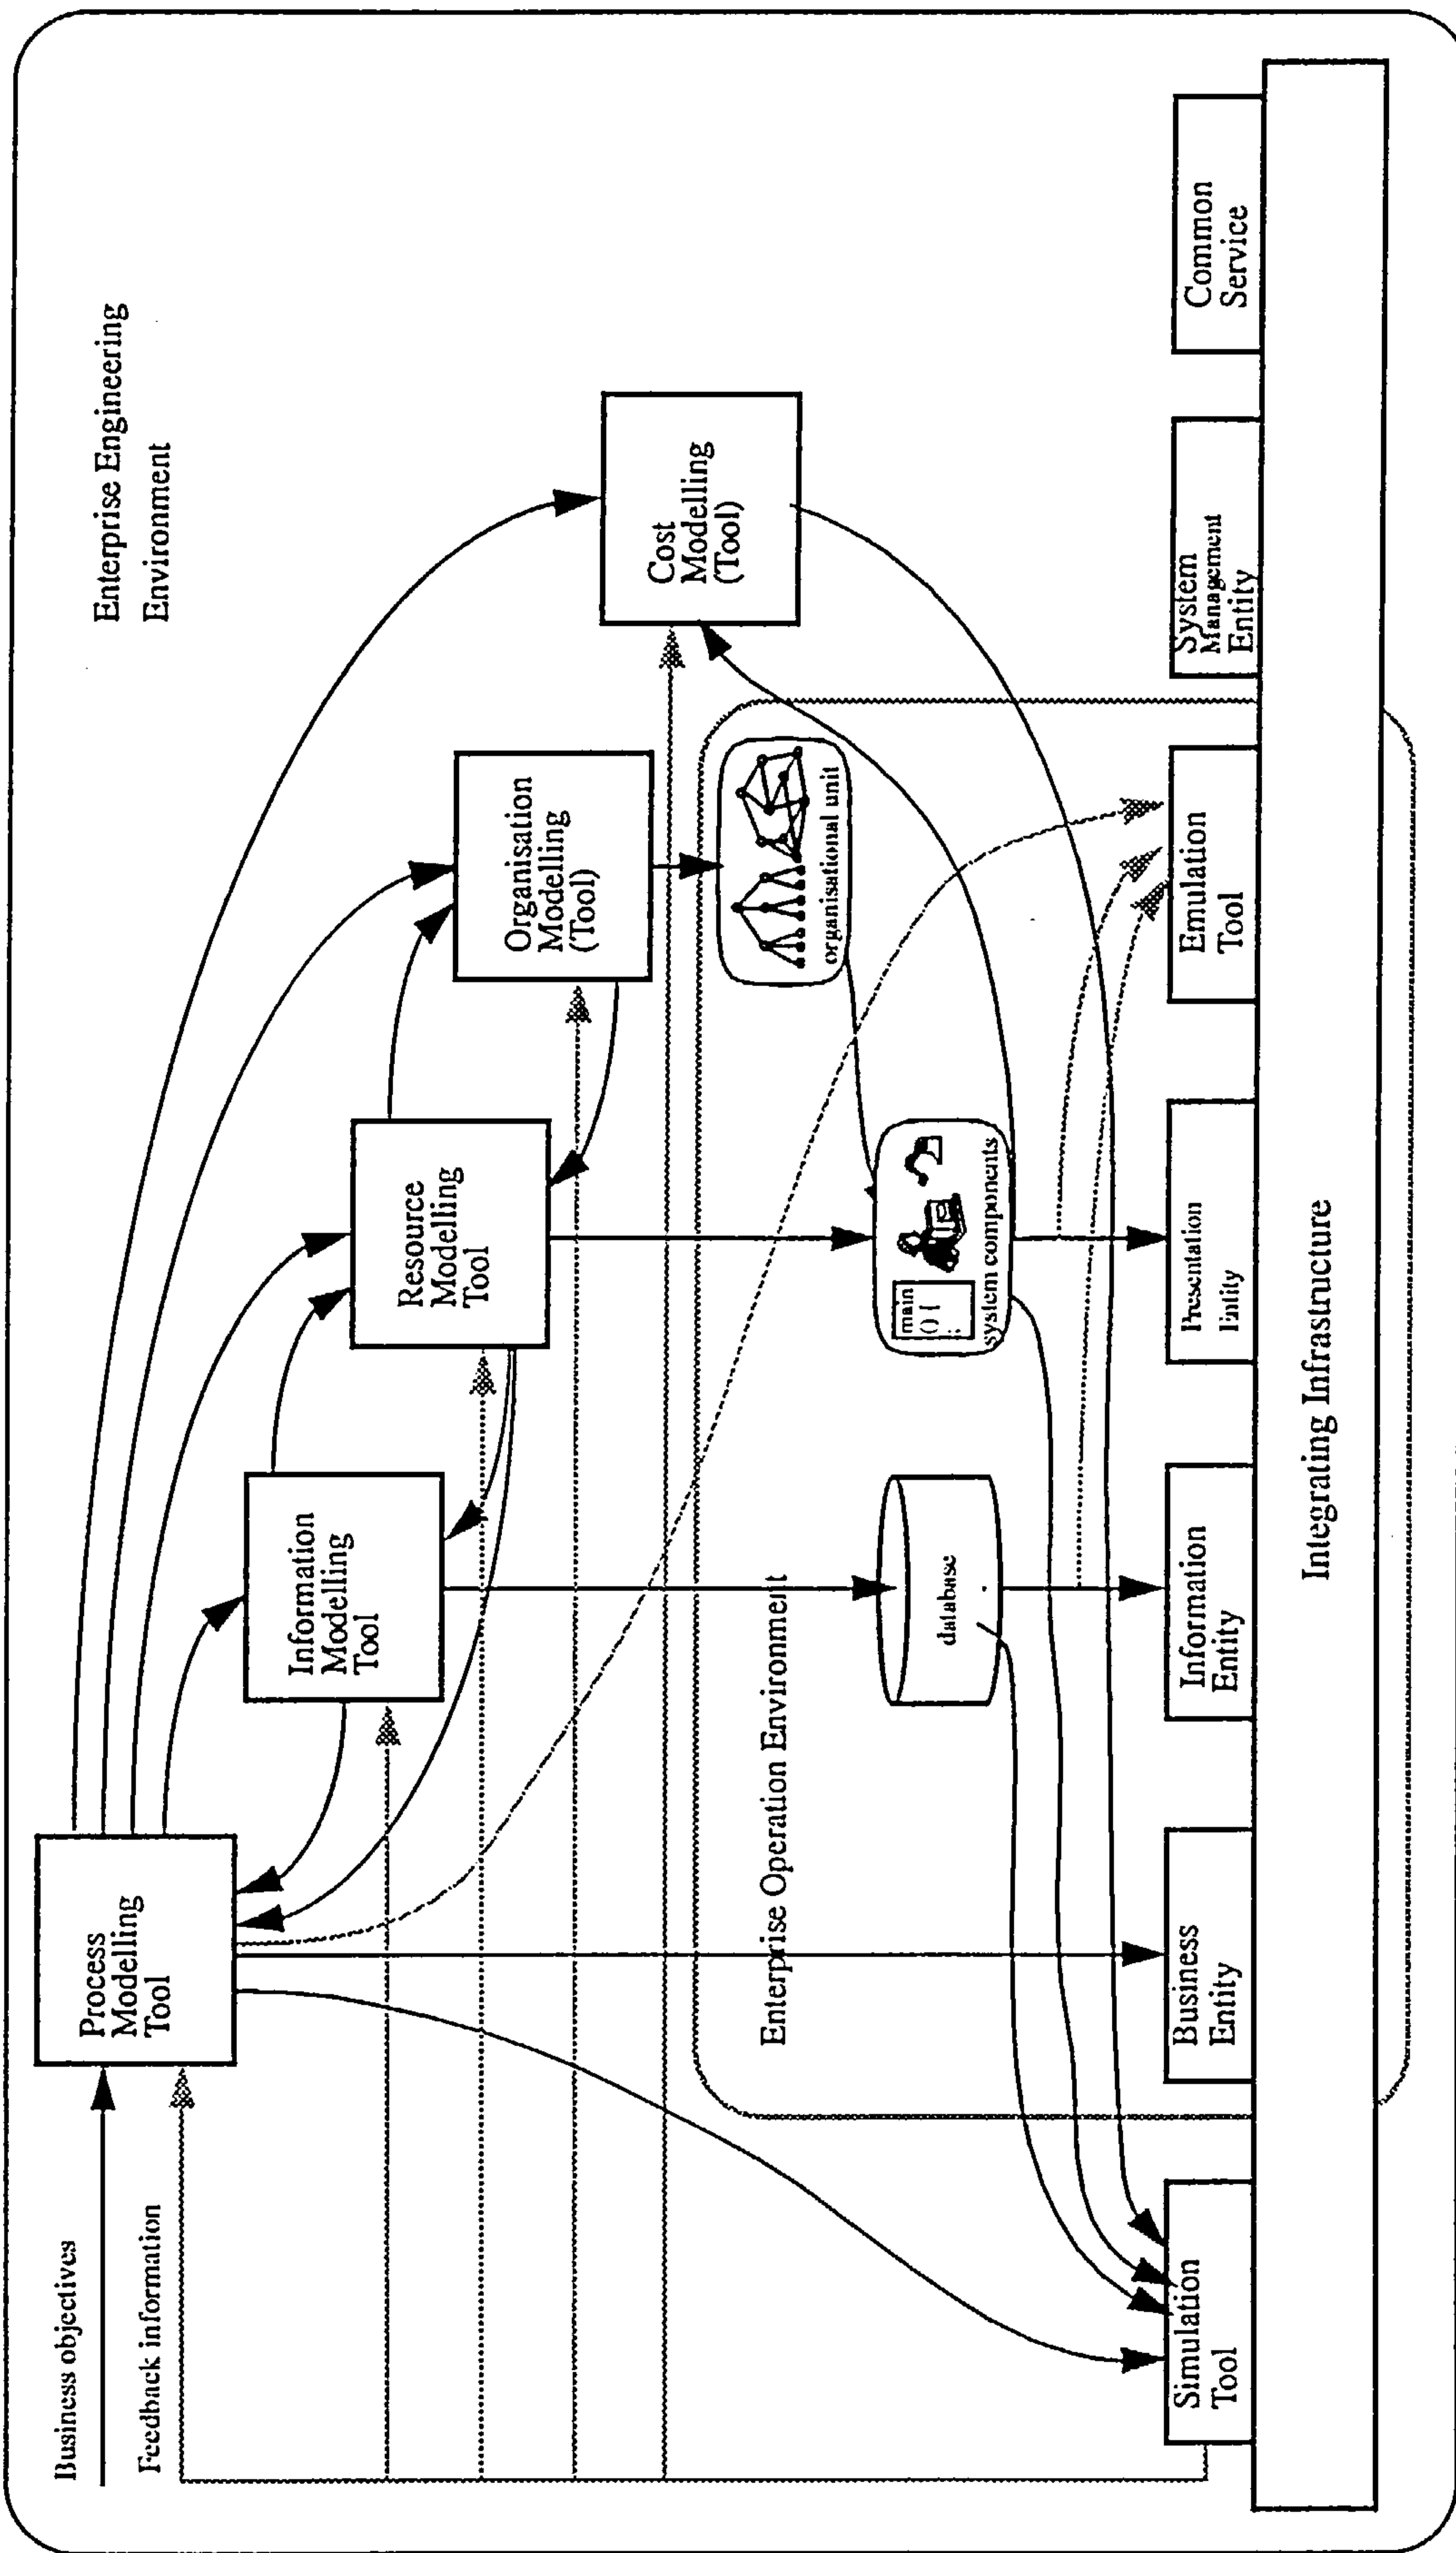 Enterprise Engineering
Environment
Business objectives
Feedback information
Process
Modelling
Tool
Information
Modelling
Tool
Resource
Modelling
Tool
Organisation
Modelling
(Tool)
Cost
Modelling
(Tool)
Enterprise Operation Environment
organisational unit
database
main
() {
;;
system components
Simulation
Tool
Business
Entity
Information
Entity
Presentation
Entity
Emulation
Tool
System
Management
Entity
Common
Service
Integrating Infrastructure